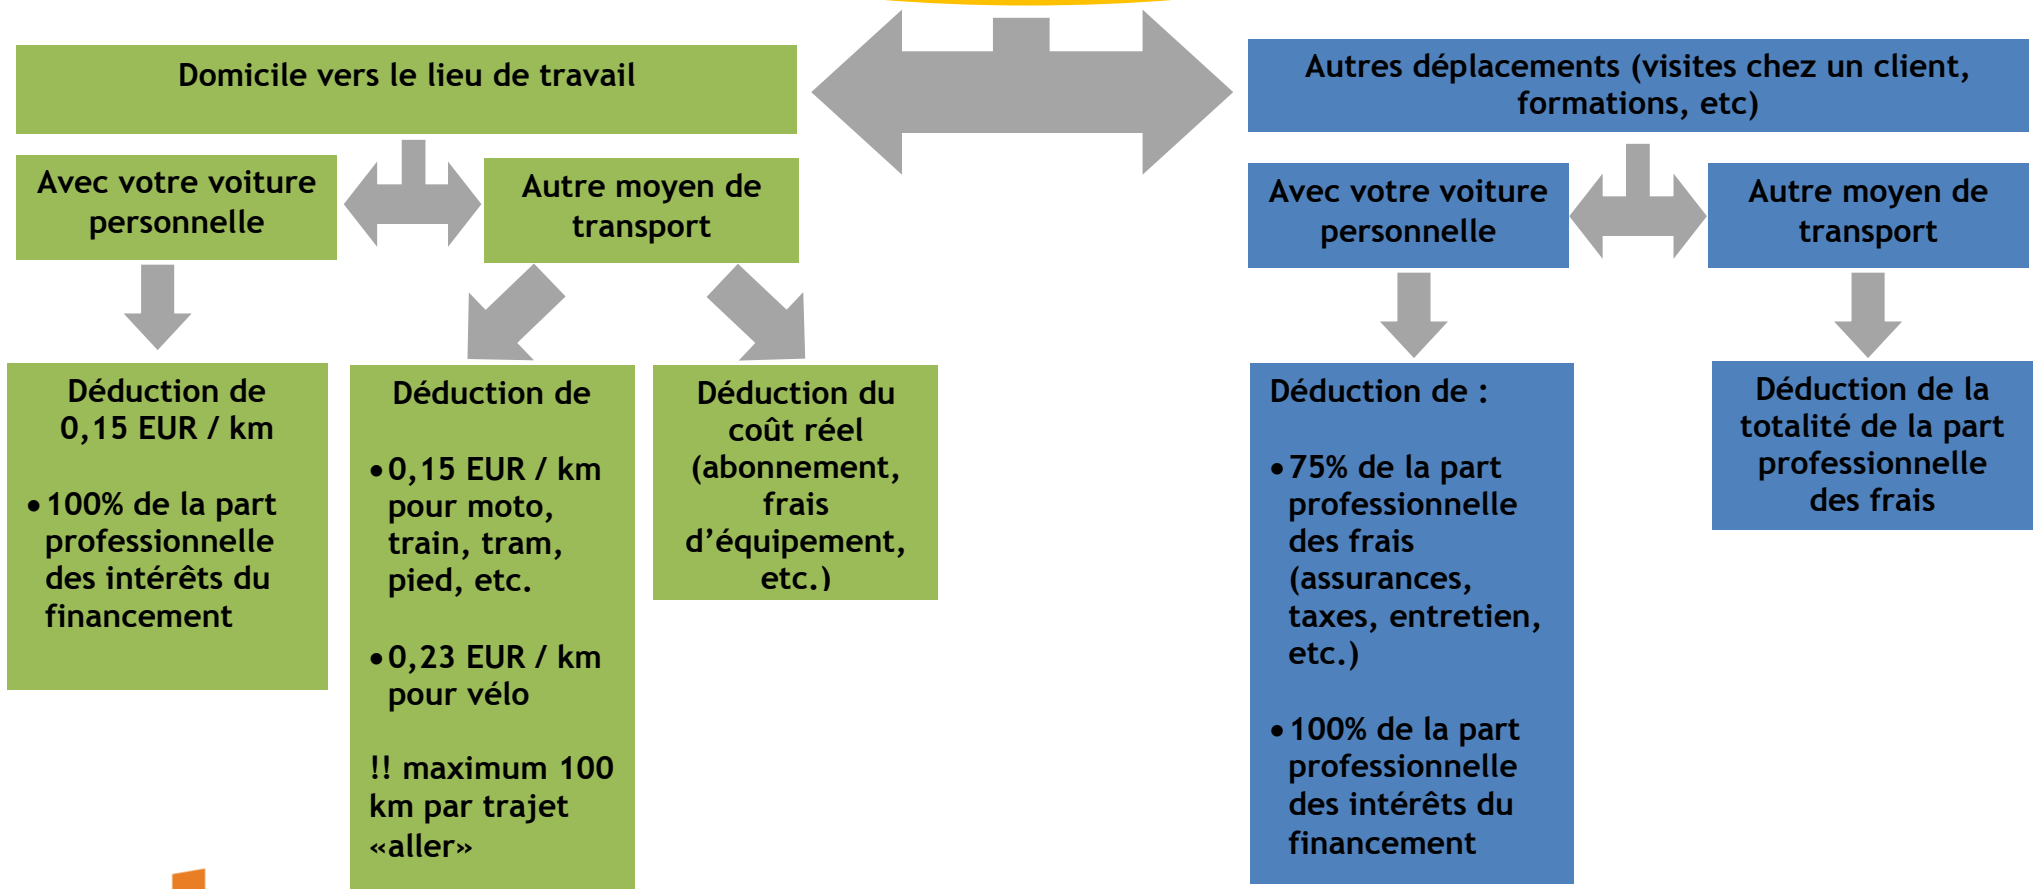 Domicile vers le lieu de travail
Avec votre voiture
personnelle
Autre moyen de
transport
Déduction de
0,15 EUR / km
•100% de la part
professionnelle
des intérêts du
financement
Déduction de
•0,15 EUR / km
pour moto,
train, tram,
pied, etc.
•0,23 EUR / km
pour vélo
!! maximum 100
km par trajet
«aller»
Déduction du
coût réel
(abonnement,
frais
d’équipement,
etc.)
Autres déplacements (visites chez un client,
formations, etc)
Avec votre voiture
personnelle
Autre moyen de
transport
Déduction de :
•75% de la part
professionnelle
des frais
(assurances,
taxes, entretien,
etc.)
•100% de la part
professionnelle
des intérêts du
financement
Déduction de la
totalité de la part
professionnelle
des frais